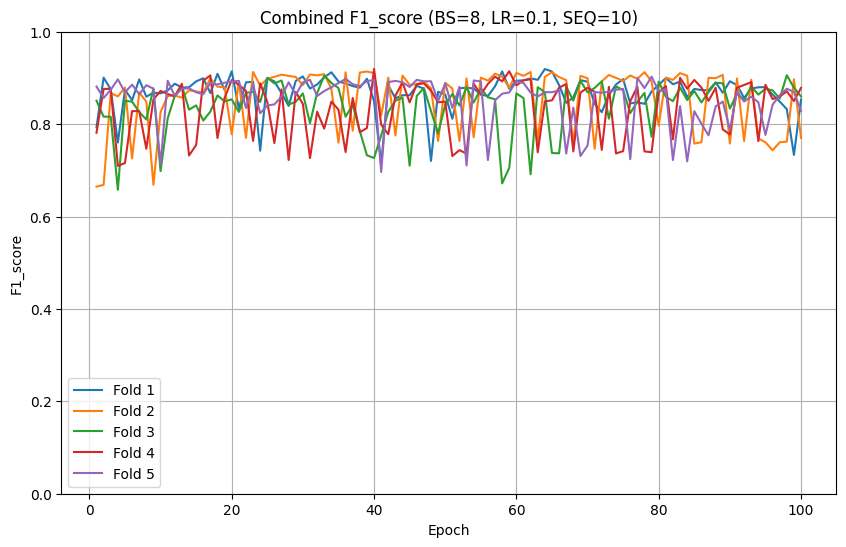 Combined F1_score (BS=8, LR=0.1, SEQ=10)
1.0
0.8
0.6
0.4
0.2
0.0
F1_score
Fold 1
Fold 2
Fold 3
Fold 4
Fold 5
0 20 40 60 80 100
Epoch